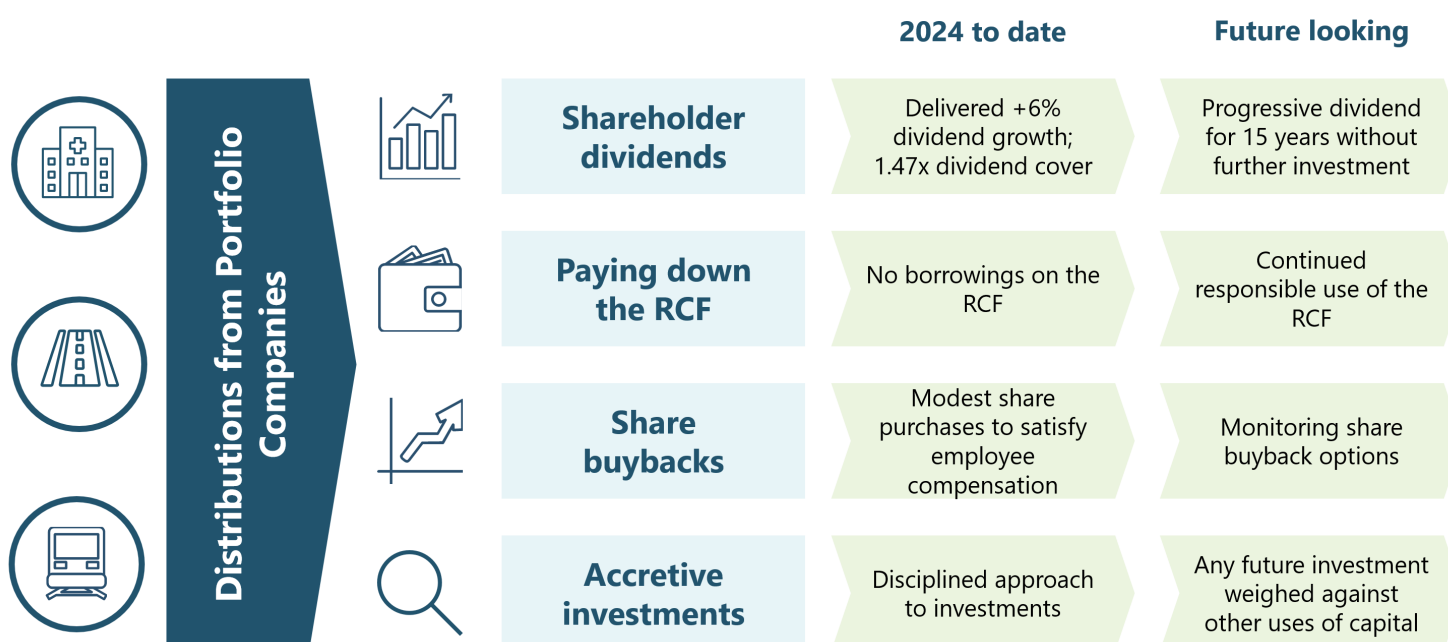 2024 to date
Future looking
Distributions from Portfolio
Companies
Shareholder
dividends
Delivered +6%
dividend growth;
1.47x dividend cover
Progressive dividend
for 15 years without
further investment
Paying down
the RCF
No borrowings on the
RCF
Continued
responsible use of the
RCF
Share
buybacks
Modest share
purchases to satisfy
employee
compensation
Monitoring share
buyback options
Accretive
investments
Disciplined approach
to investments
Any future investment
weighed against
other uses of capital